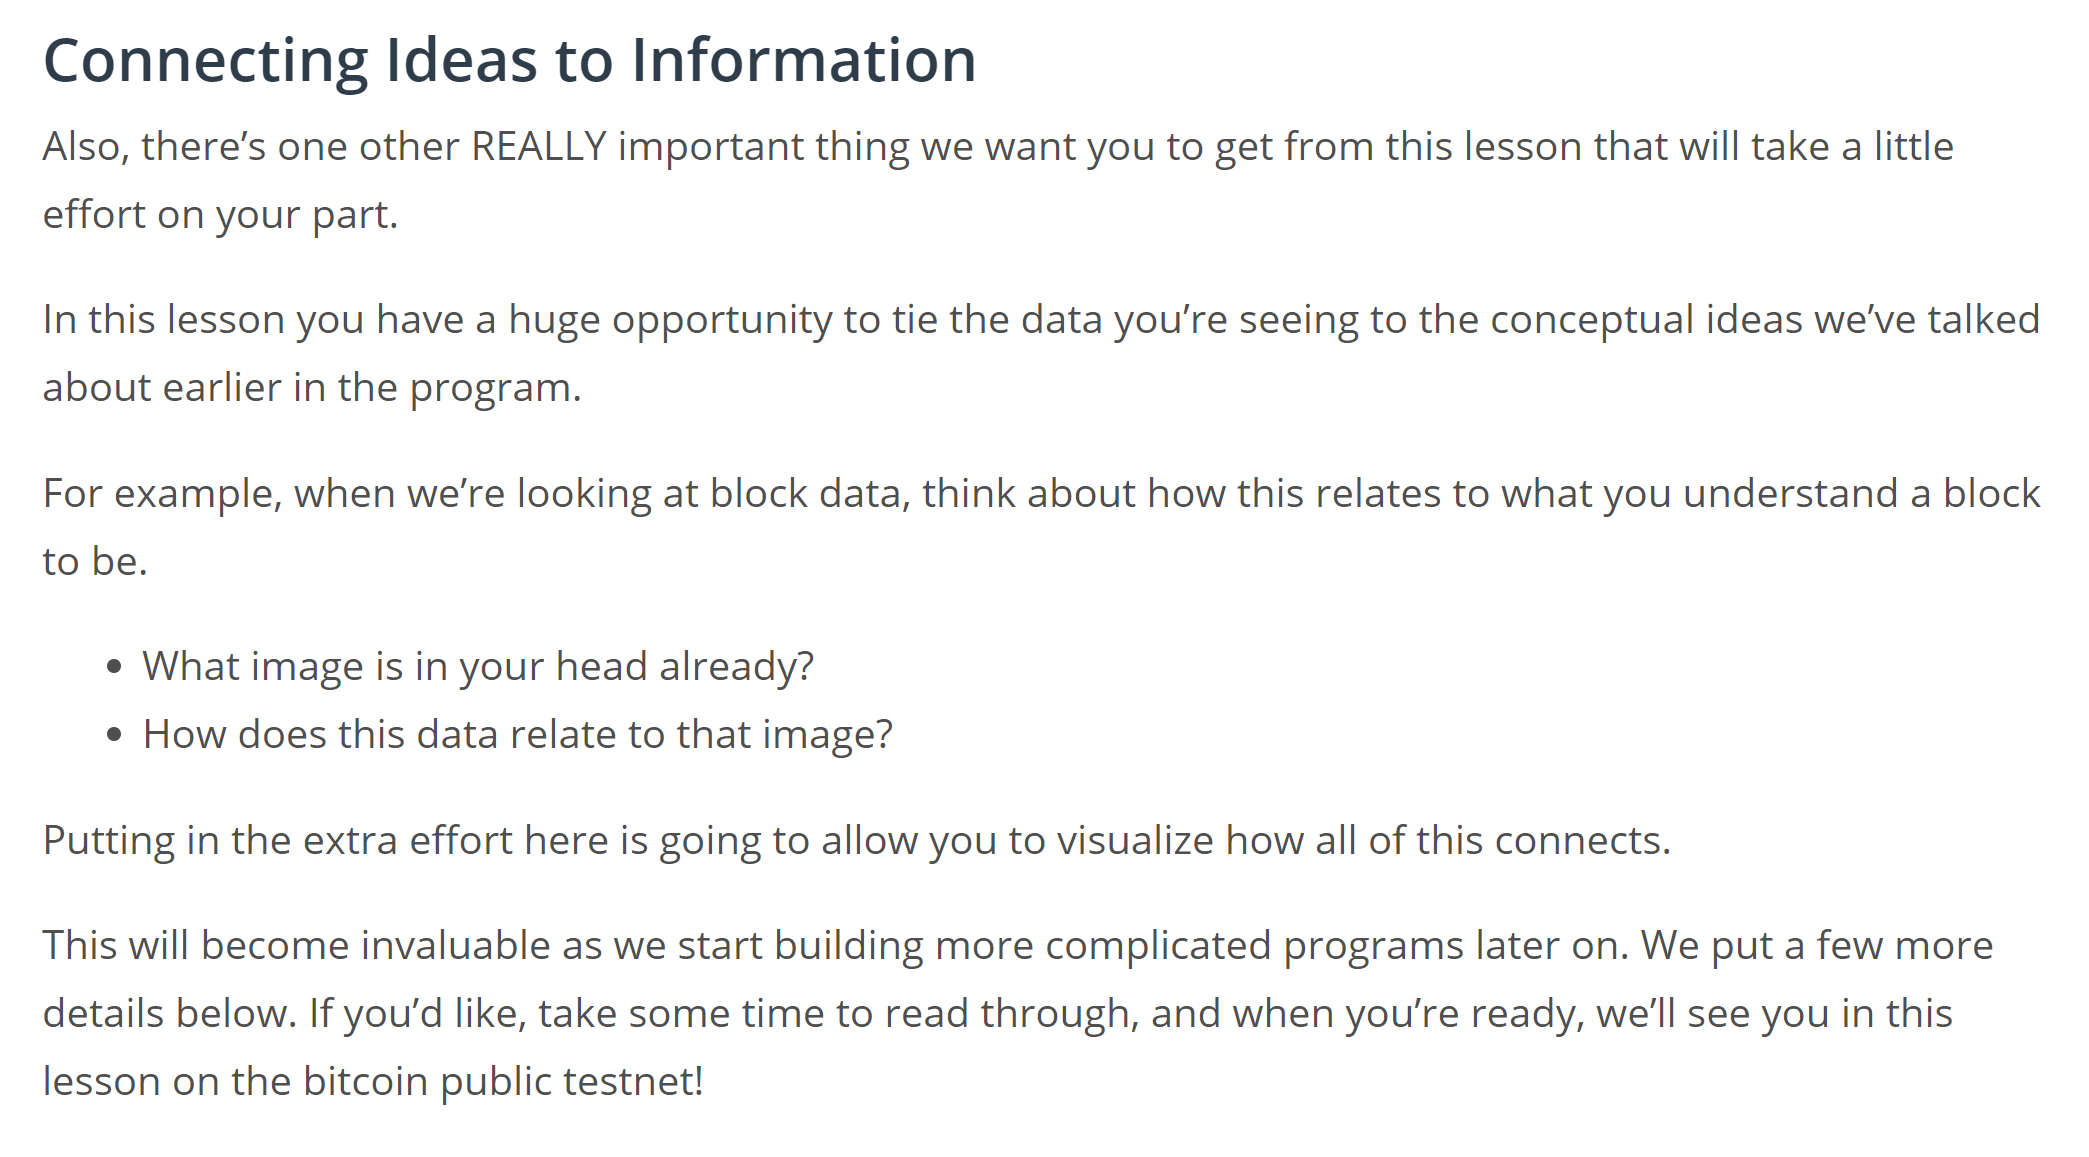 Connecting Ideas to Information
Also, there’s one other REALLY important thing we want you to get from this lesson that will take a little
effort on your part.
In this lesson you have a huge opportunity to tie the data you’re seeing to the conceptual ideas we’ve talked
about earlier in the program.
For example, when we’re looking at block data, think about how this relates to what you understand a block
to be.
• What image is in your head already?
• How does this data relate to that image?
Putting in the extra effort here is going to allow you to visualize how all of this connects.
This will become invaluable as we start building more complicated programs later on. We put a few more
details below. If you’d like, take some time to read through, and when you’re ready, we’ll see you in this
lesson on the bitcoin public testnet!